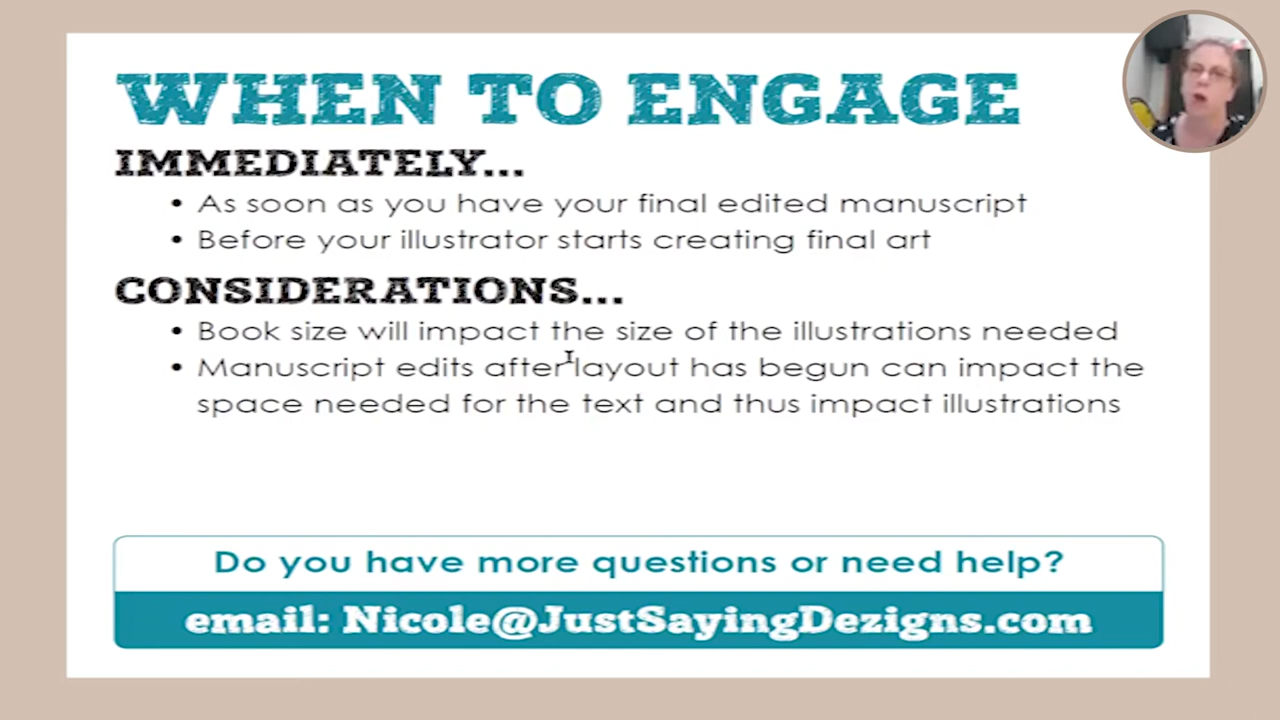 WHEN TO ENGAGE
IMMEDIATELY...
• As soon as you have your final edited manuscript
• Before your illustrator starts creating final art
CONSIDERATIONS...
• Book size will impact the size of the illustrations needed
• Manuscript edits after layout has begun can impact the
space needed for the text and thus impact illustrations
Do you have more questions or need help?
email: Nicole@JustSayingDezigns.com